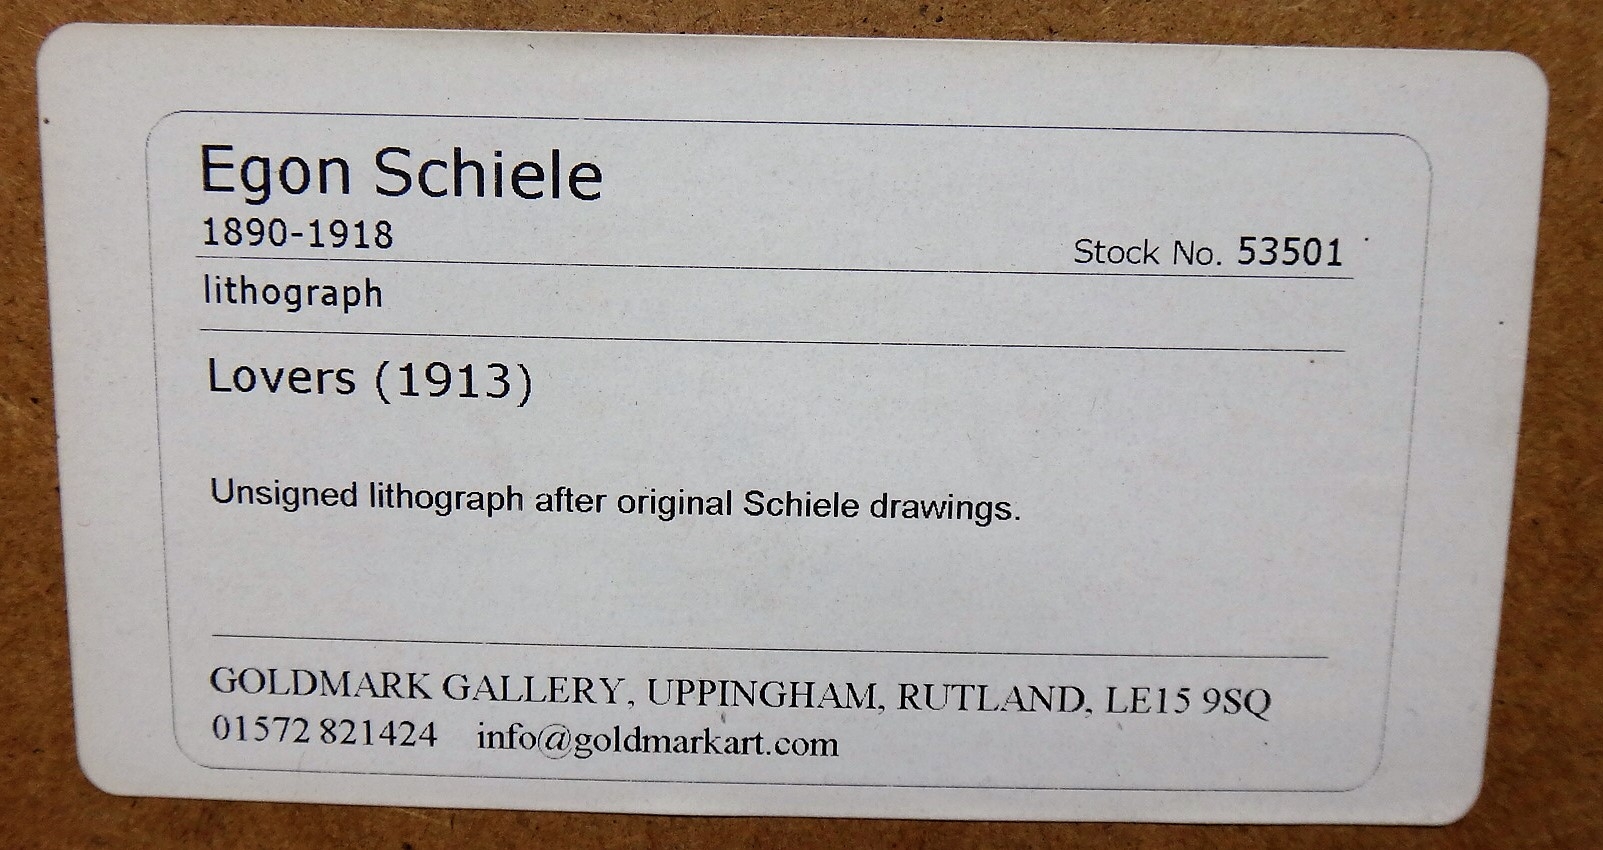 Egon Schiele
1890-1918
Stock No. 53501
lithograph
Lovers (1913)
Unsigned lithograph after original Schiele drawings.
GOLDMARK GALLERY, UPPINGHAM, RUTLAND, LE15 9SQ
01572 821424 info@goldmarkart.com